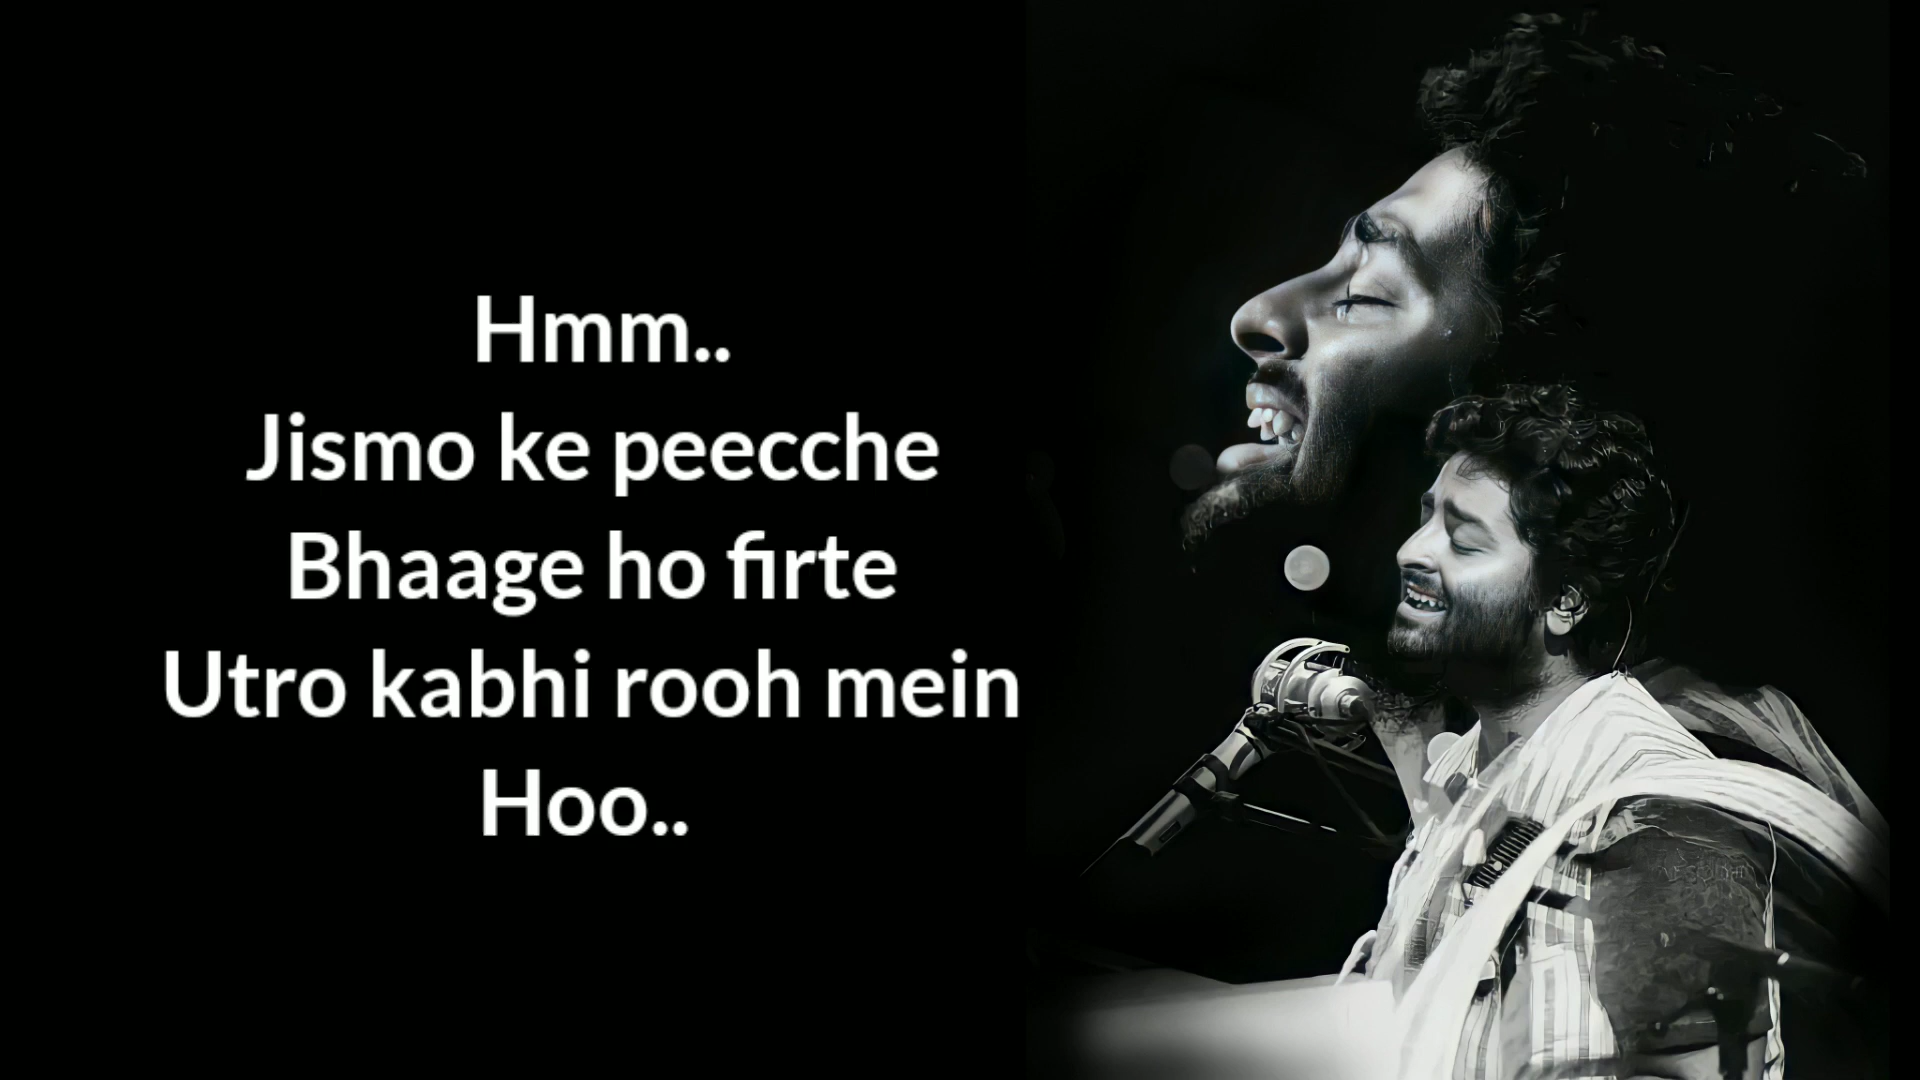 Hmm..
Jismo ke peecche
Bhaage ho firte
Utro kabhi rooh mein
Hoo..